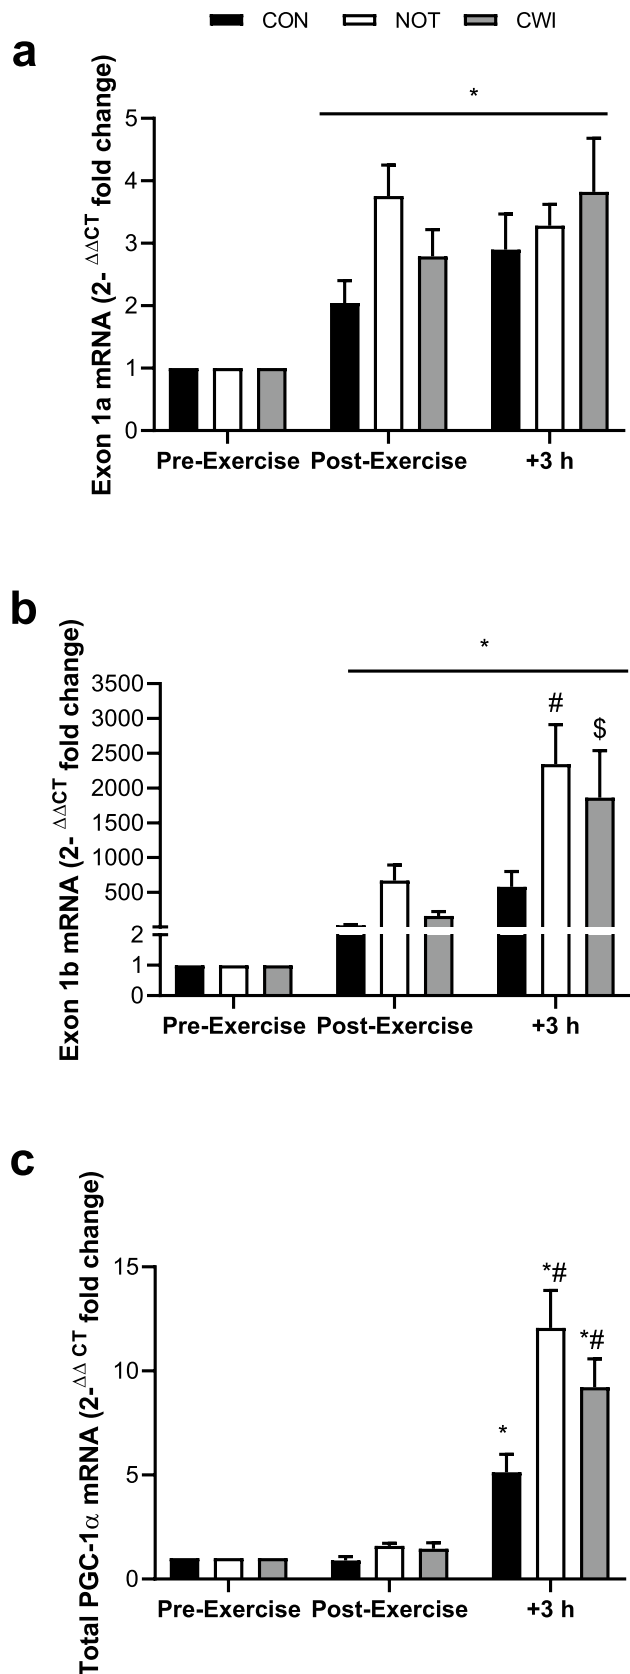 CON NOT CWI
a
*
Exon 1a mRNA (2- ΔΔCT fold change)
5
4
3
2
1
0
Pre-Exercise Post-Exercise +3 h
b
*
Exon 1b mRNA (2- ΔΔCT fold change)
3500
3000
2500
2000
1500
1000
500
2
1
0
#
$
Pre-Exercise Post-Exercise +3 h
c
Total PGC-1α mRNA (2-ΔΔ CT fold change)
15
10
5
0
*#
*#
*
Pre-Exercise Post-Exercise +3 h